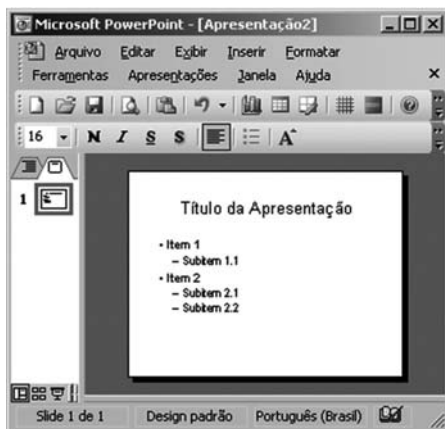 Microsoft PowerPoint - [Apresentação2]
Arquivo Editar Exibir Inserir Formatar
Ferramentas Apresentações Janela Ajuda
16 N I S S A
1
Título da Apresentação
• Item 1
– Subitem 1.1
• Item 2
– Subitem 2.1
– Subitem 2.2
Slide 1 de 1 Design padrão Português (Brasil)